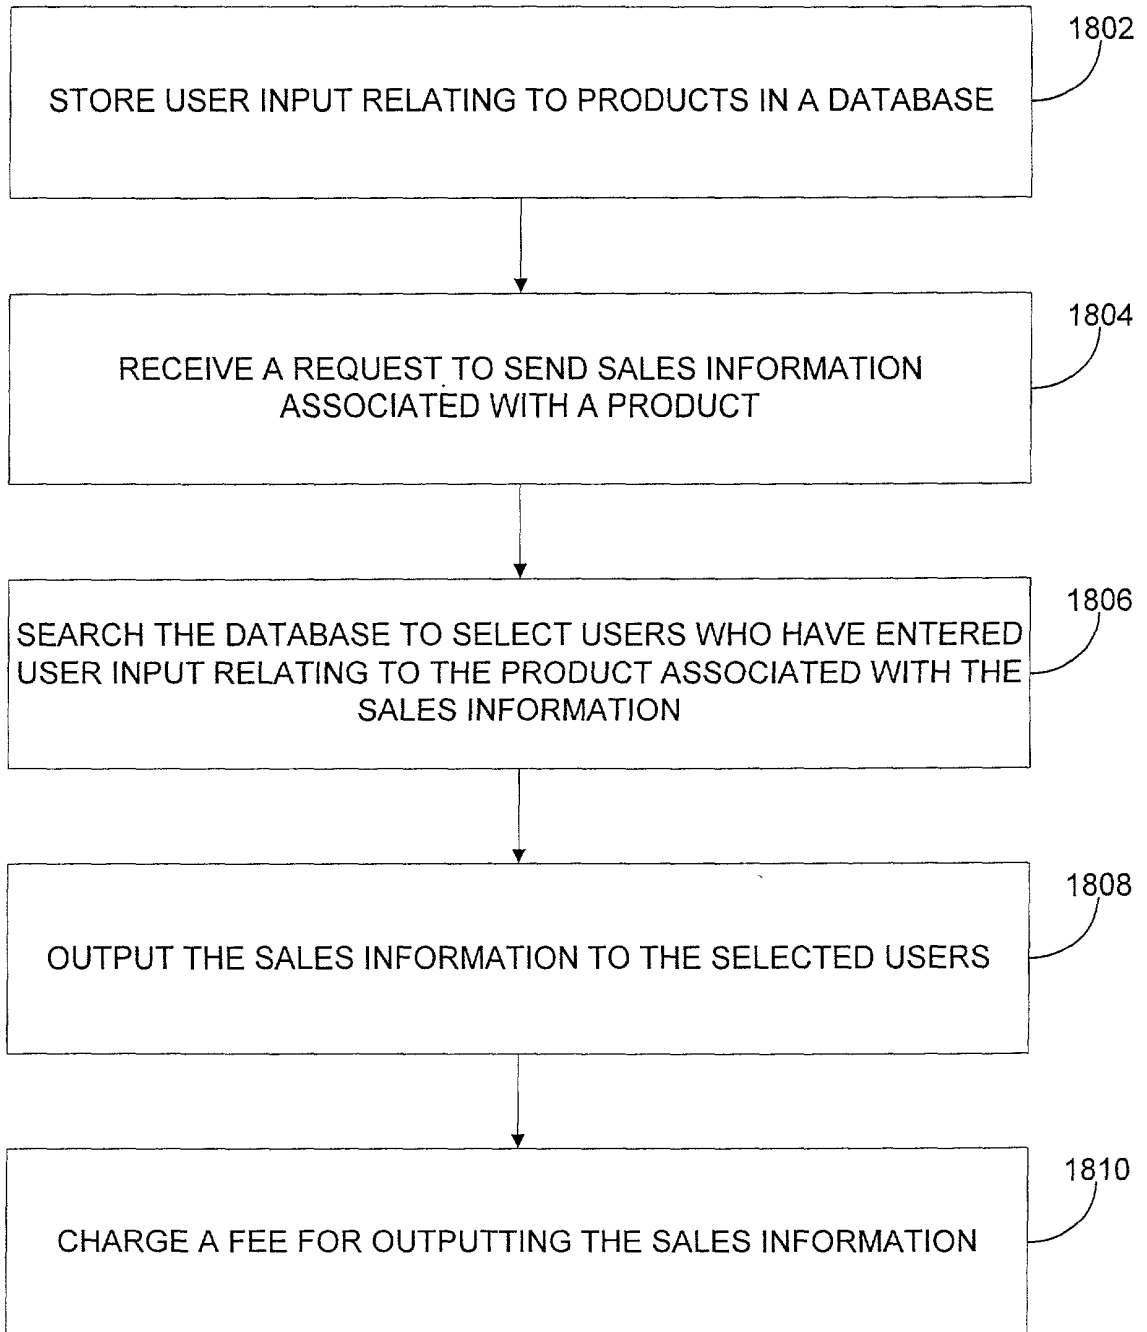 1802
STORE USER INPUT RELATING TO PRODUCTS IN A DATABASE
1804
RECEIVE A REQUEST TO SEND SALES INFORMATION
ASSOCIATED WITH A PRODUCT
1806
SEARCH THE DATABASE TO SELECT USERS WHO HAVE ENTERED
USER INPUT RELATING TO THE PRODUCT ASSOCIATED WITH THE
SALES INFORMATION
1808
OUTPUT THE SALES INFORMATION TO THE SELECTED USERS
1810
CHARGE A FEE FOR OUTPUTTING THE SALES INFORMATION